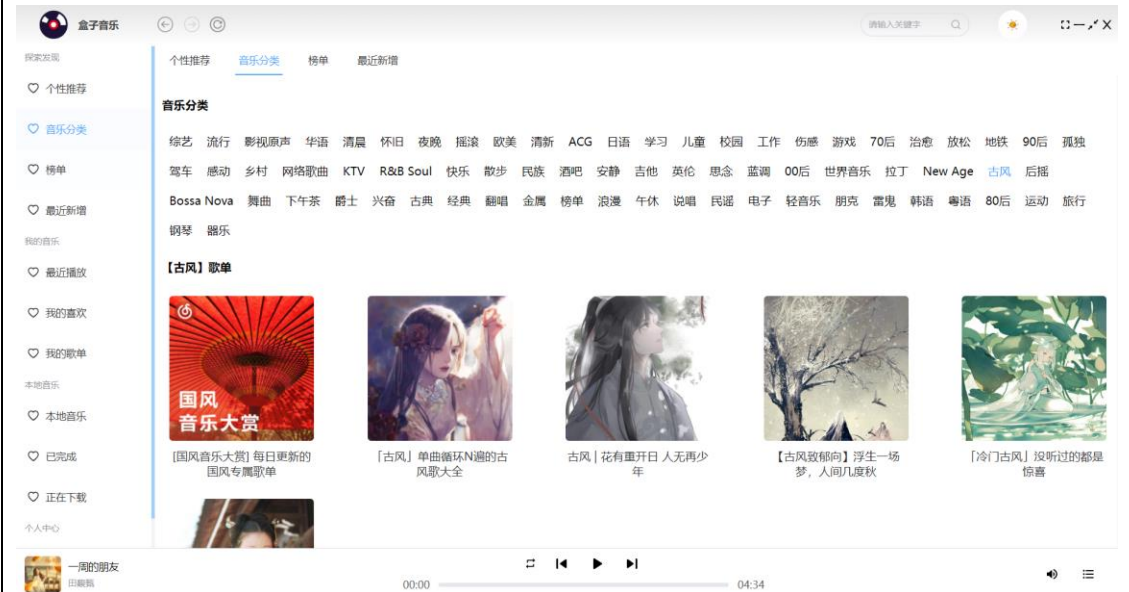 盒子音乐
请输入关键字
探索发现
个性推荐
音乐分类
榜单
最近新增
我的音乐
最近播放
我的喜欢
我的歌单
本地音乐
本地音乐
已完成
正在下载
个人中心
个性推荐 音乐分类 榜单 最近新增
音乐分类
综艺 流行 影视原声 华语 清晨 怀旧 夜晚 摇滚 欧美 清新 ACG 日语 学习 儿童 校园 工作 伤感 游戏 70后 治愈 放松 地铁 90后 孤独
驾车 感动 乡村 网络歌曲 KTV R&B Soul 快乐 散步 民族 酒吧 安静 吉他 英伦 思念 蓝调 00后 世界音乐 拉丁 New Age 古风 后摇
Bossa Nova 舞曲 下午茶 爵士 兴奋 古典 经典 翻唱 金属 榜单 浪漫 午休 说唱 民谣 电子 轻音乐 朋克 雷鬼 韩语 粤语 80后 运动 旅行
钢琴 器乐
【古风】歌单
国风
音乐大赏
[国风音乐大赏] 每日更新的
国风专属歌单
「古风」单曲循环N遍的古
风歌大全
古风 | 花有重开日 人无再少
年
【古风致郁向】浮生一场
梦，人间几度秋
「冷门古风」没听过的都是
惊喜
一周的朋友
00:00
04:34